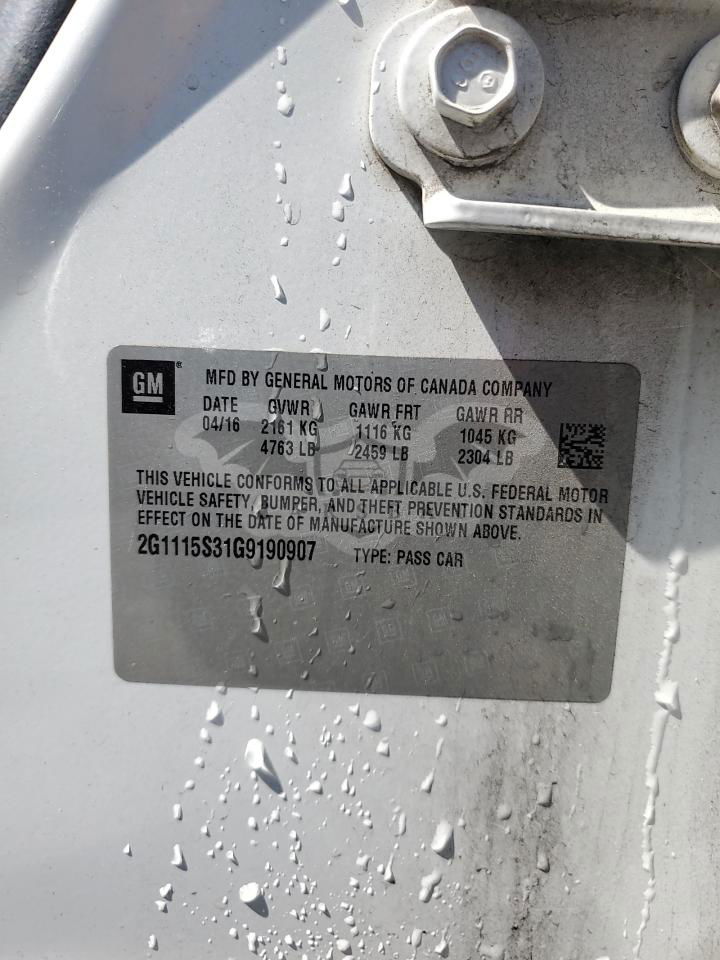 GM ® MFD BY GENERAL MOTORS OF CANADA COMPANY
DATE GVWR GAWR FRT GAWR RR
04/16 2161 KG 1116 KG 1045 KG
4763 LB 2459 LB 2304 LB
THIS VEHICLE CONFORMS TO ALL APPLICABLE U.S. FEDERAL MOTOR
VEHICLE SAFETY, BUMPER, AND THEFT PREVENTION STANDARDS IN
EFFECT ON THE DATE OF MANUFACTURE SHOWN ABOVE.
2G1115S31G9190907 TYPE: PASS CAR